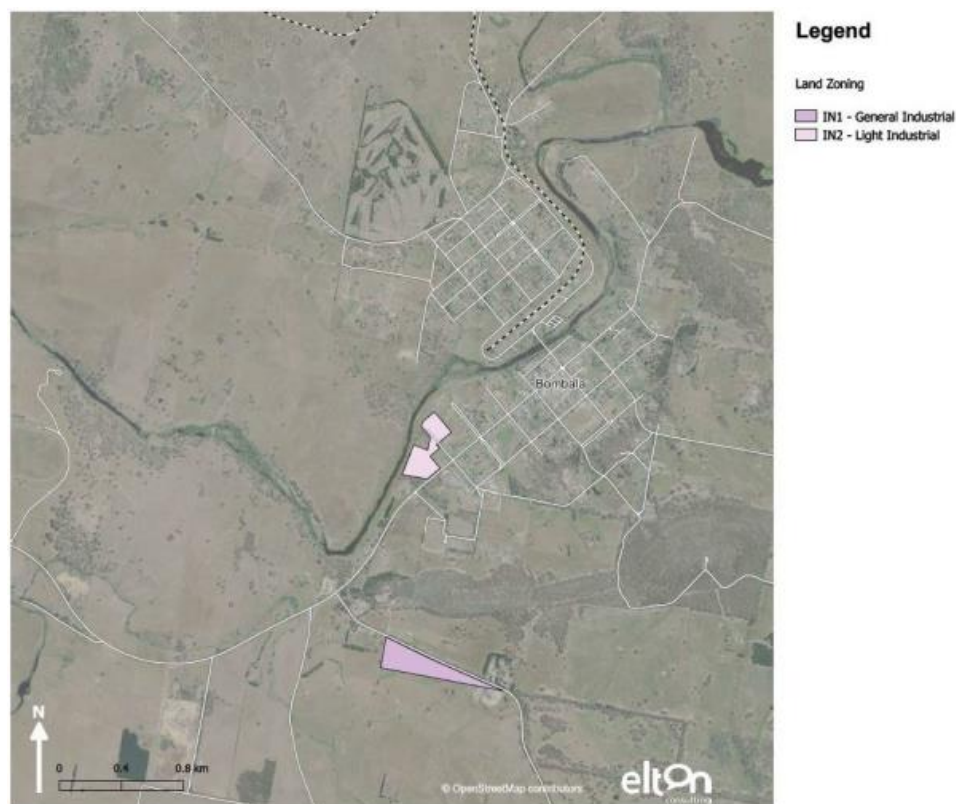 Legend
Land Zoning
IN1 - General Industrial
IN2 - Light Industrial
Bombala
N
0 0.4 0.8 km
© OpenStreetMap contributors
elton
consulting